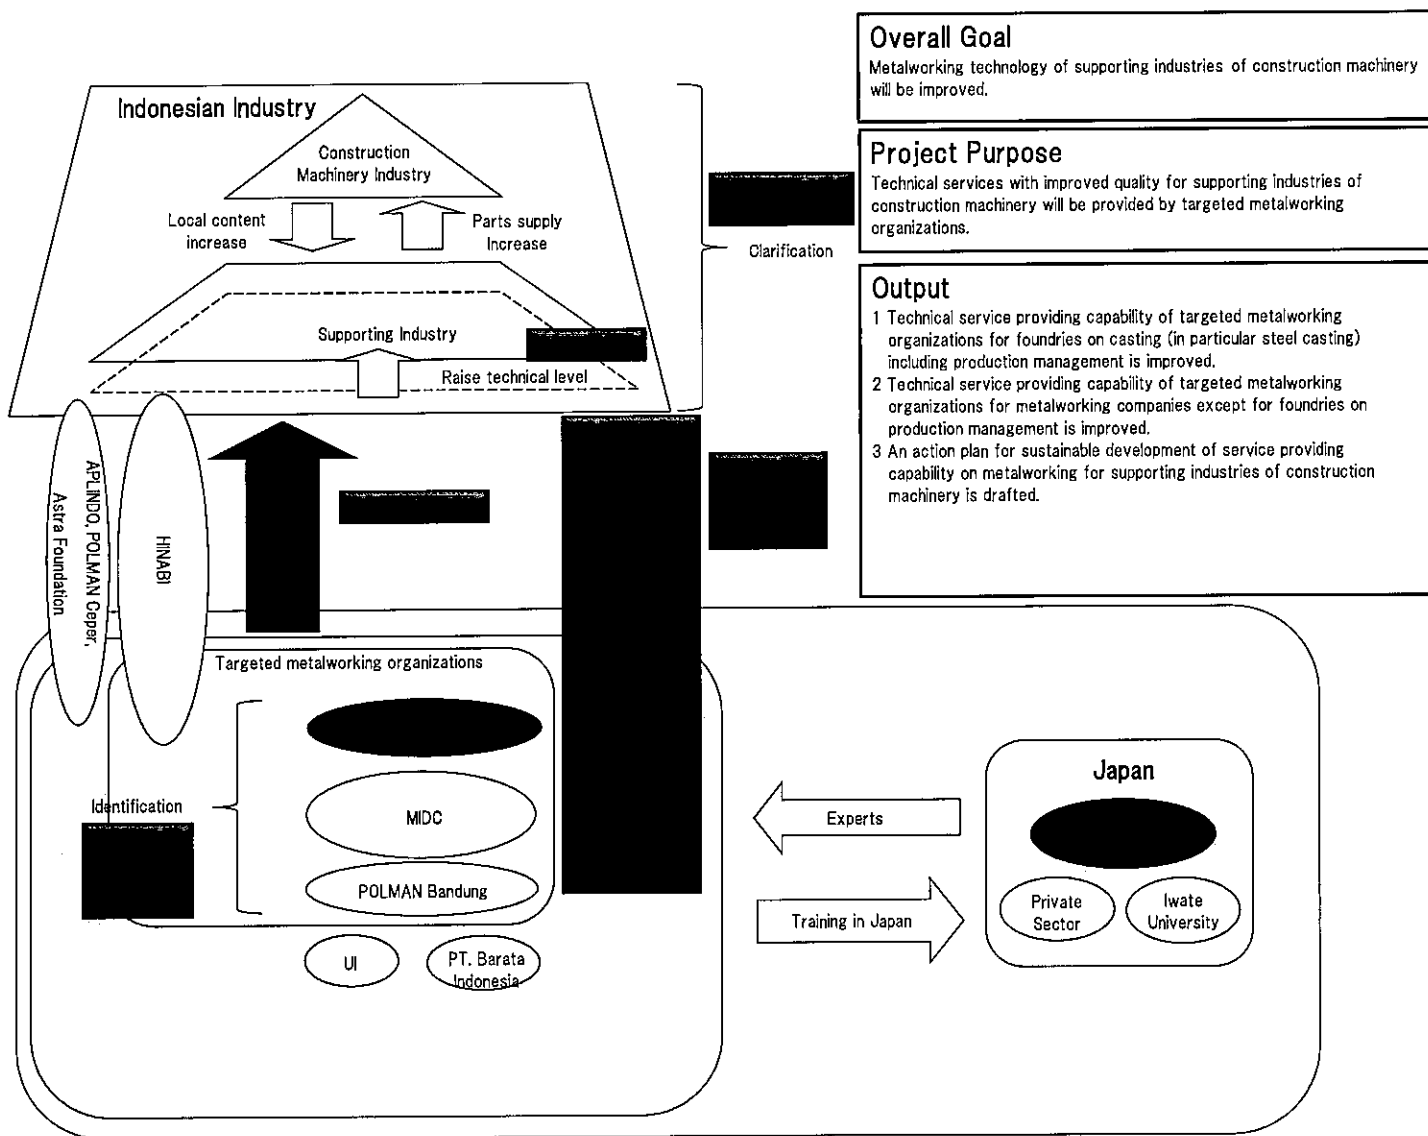 Overall Goal
Metalworking technology of supporting industries of construction machinery
will be improved.
Project Purpose
Technical services with improved quality for supporting industries of
construction machinery will be provided by targeted metalworking
organizations.
Output
1 Technical service providing capability of targeted metalworking
organizations for foundries on casting (in particular steel casting)
including production management is improved.
2 Technical service providing capability of targeted metalworking
organizations for metalworking companies except for foundries on
production management is improved.
3 An action plan for sustainable development of service providing
capability on metalworking for supporting industries of construction
machinery is drafted.
Indonesian Industry
Construction
Machinery Industry
Local content
increase
Parts supply
Increase
Clarification
Supporting Industry
Raise technical level
APLINDO, POLMAN Ceper,
Astra Foundation
HINABI
Targeted metalworking organizations
Identification
MIDC
POLMAN Bandung
UI
PT. Barata
Indonesia
Experts
Training in Japan
Japan
Private
Sector
Iwate
University